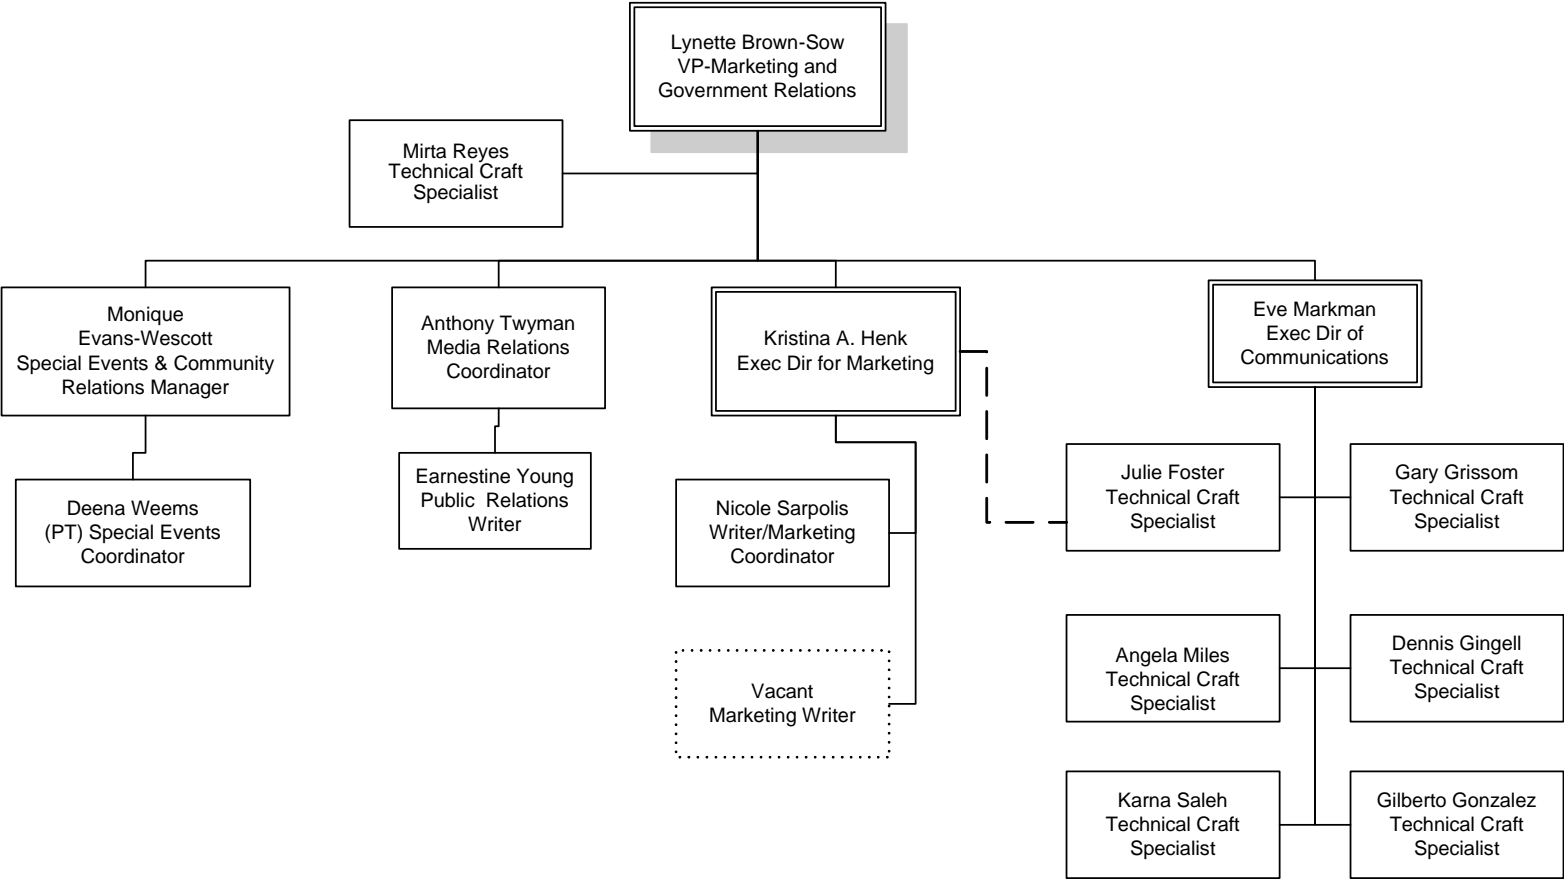 Lynette Brown-Sow
VP-Marketing and
Government Relations
Mirta Reyes
Technical Craft
Specialist
Monique
Evans-Wescott
Special Events & Community
Relations Manager
Anthony Twyman
Media Relations
Coordinator
Kristina A. Henk
Exec Dir for Marketing
Eve Markman
Exec Dir of
Communications
Deena Weems
(PT) Special Events
Coordinator
Earnestine Young
Public  Relations
Writer
Nicole Sarpolis
Writer/Marketing
Coordinator
Vacant
Marketing Writer
Julie Foster
Technical Craft
Specialist
Gary Grissom
Technical Craft
Specialist
Angela Miles
Technical Craft
Specialist
Dennis Gingell
Technical Craft
Specialist
Karna Saleh
Technical Craft
Specialist
Gilberto Gonzalez
Technical Craft
Specialist